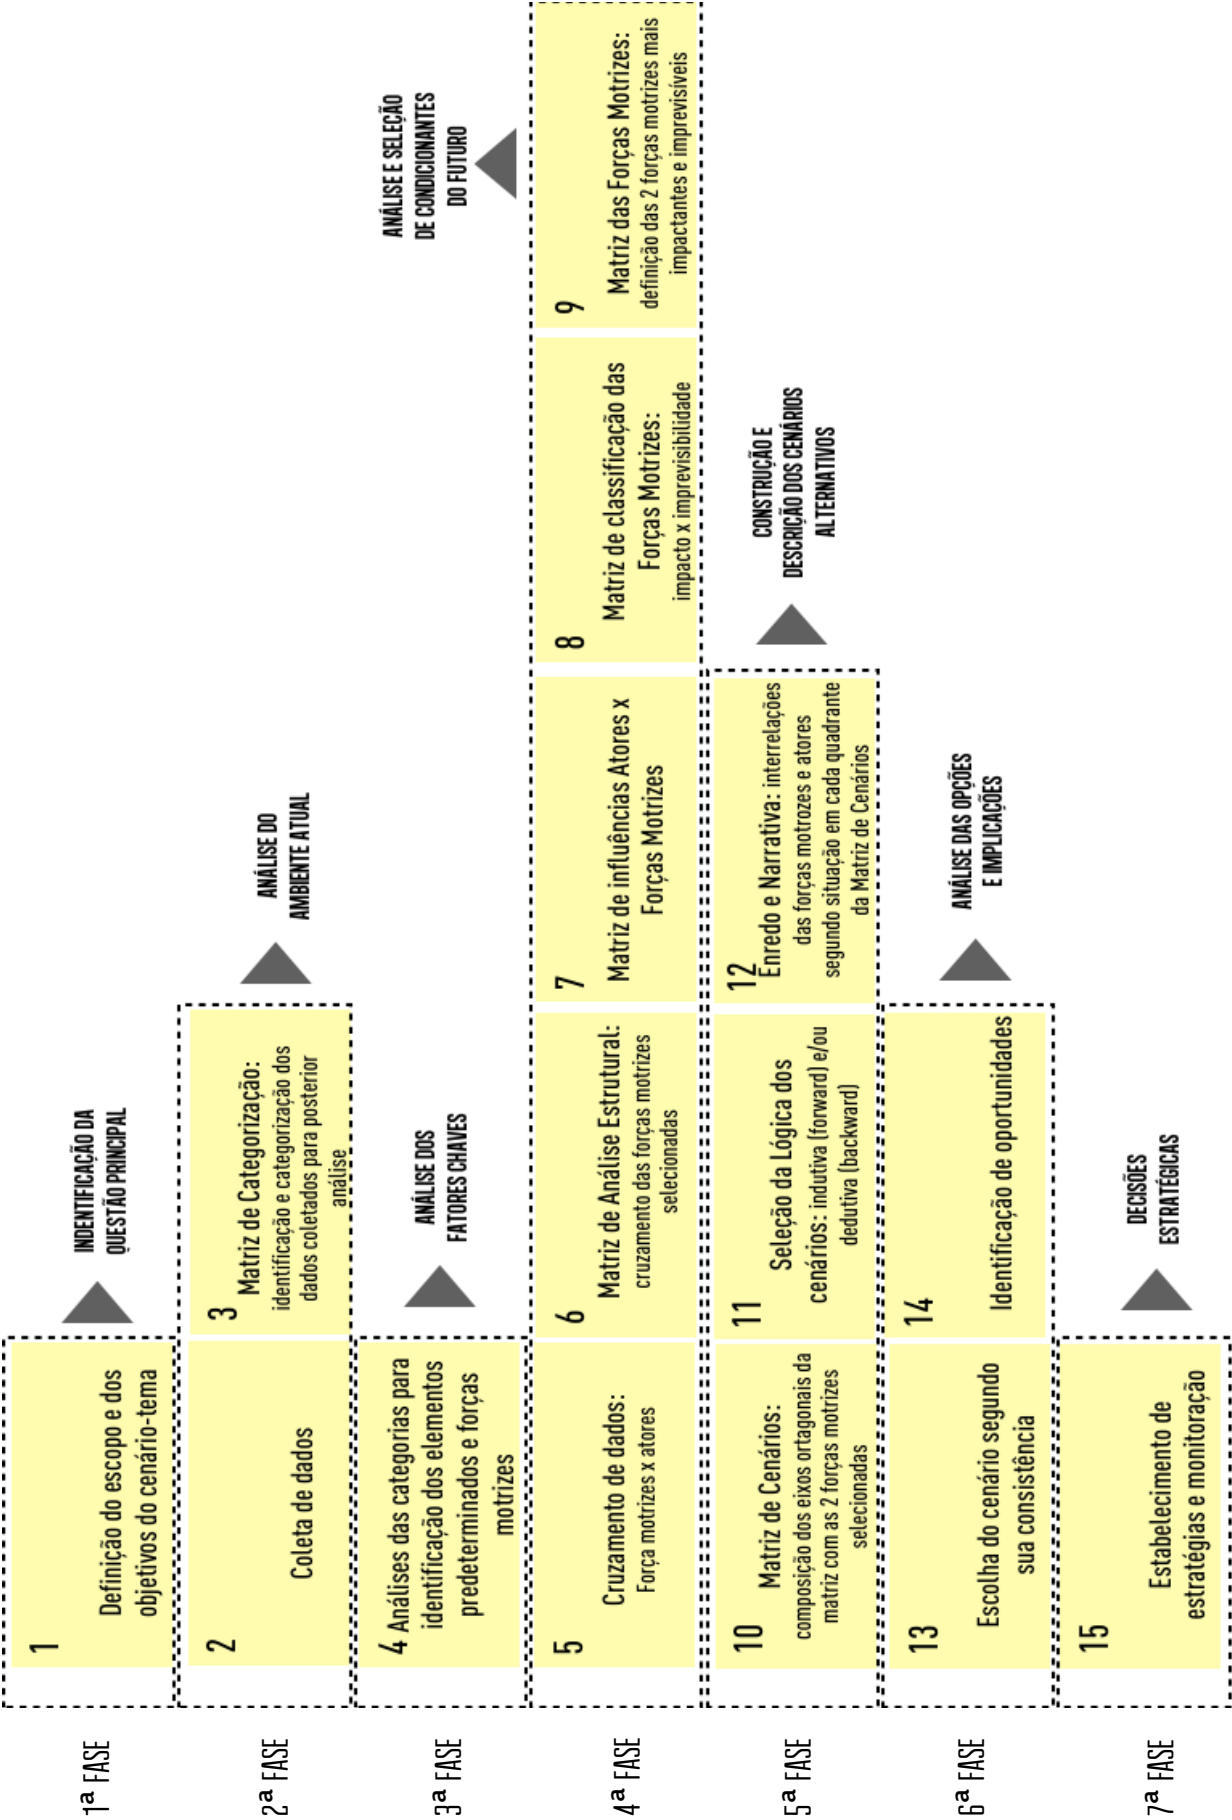 1ª FASE
1
Definição do escopo e dos
objetivos do cenário-tema
INDENTIFICAÇÃO DA
QUESTÃO PRINCIPAL
2ª FASE
2
Coleta de dados
3
Matriz de Categorização:
identificação e categorização dos
dados coletados para posterior
análise
ANÁLISE DO
AMBIENTE ATUAL
3ª FASE
4 Análises das categorias para
identificação dos elementos
predeterminados e forças
motrizes
ANÁLISE DOS
FATORES CHAVES
4ª FASE
5
Cruzamento de dados:
Força motrizes x atores
6
Matriz de Análise Estrutural:
cruzamento das forças motrizes
selecionadas
7
Matriz de influências Atores x
Forças Motrizes
8
Matriz de classificação das
Forças Motrizes:
impacto x imprevisibilidade
9
Matriz das Forças Motrizes:
definição das 2 forças motrizes mais
impactantes e imprevisíveis
ANÁLISE E SELEÇÃO
DE CONDICIONANTES
DO FUTURO
5ª FASE
10
Matriz de Cenários:
composição dos eixos ortagonais da
matriz com as 2 forças motrizes
selecionadas
11
Seleção da Lógica dos
cenários: indutiva (forward) e/ou
dedutiva (backward)
12
Enredo e Narrativa: interrelações
das forças motrozes e atores
segundo situação em cada quadrante
da Matriz de Cenários
CONSTRUÇÃO E
DESCRIÇÃO DOS CENÁRIOS
ALTERNATIVOS
6ª FASE
13
Escolha do cenário segundo
sua consistência
14
Identificação de oportunidades
ANÁLISE DAS OPÇÕES
E IMPLICAÇÕES
7ª FASE
15
Estabelecimento de
estratégias e monitoração
DECISÕES
ESTRATÉGICAS